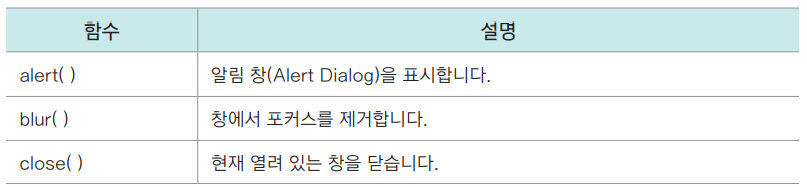 함수 설명
alert( ) 알림 창(Alert Dialog)을 표시합니다.
blur( ) 창에서 포커스를 제거합니다.
close( ) 현재 열려 있는 창을 닫습니다.